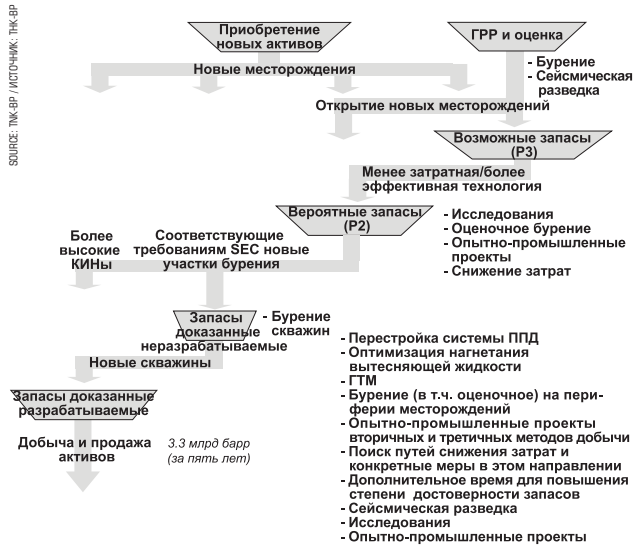 SOURCE: TNK-BP / ИСТОЧНИК: ТНК-BP
Приобретение
новых активов
ГРР и оценка
- Бурение
- Сейсмическая
разведка
Новые месторождения
Открытие новых месторождений
Возможные запасы
(P3)
Менее затратная/более
эффективная технология
Вероятные запасы
(P2)
- Исследования
- Оценочное бурение
- Опытно-промышленные
проекты
- Снижение затрат
Более
высокие
КИНы
Соответствующие
требованиям SEC новые
участки бурения
Запасы
доказанные
неразрабатываемые
- Бурение
скважин
Новые скважины
Запасы доказанные
разрабатываемые
Добыча и продажа
активов
3.3 млрд барр
(за пять лет)
- Перестройка системы ППД
- Оптимизация нагнетания
вытесняющей жидкости
- ГТМ
- Бурение (в т.ч. оценочное) на пери-
ферии месторождений
- Опытно-промышленные проекты
вторичных и третичных методов добычи
- Поиск путей снижения затрат и
конкретные меры в этом направлении
- Дополнительное время для повышения
степени достоверности запасов
- Сейсмическая разведка
- Исследования
- Опытно-промышленные проекты